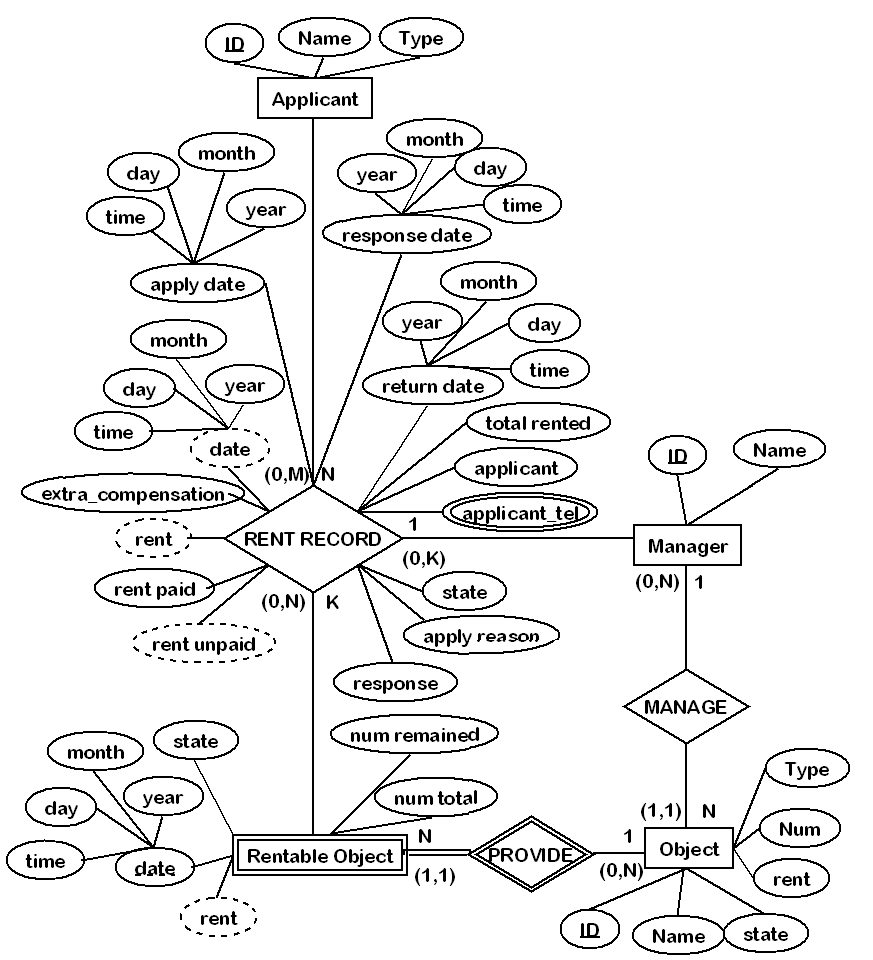 ID
Name
Type
Applicant
month
day
time
year
apply date
month
year
day
time
response date
month
year
day
time
return date
month
day
year
time
date
total rented
applicant
applicant_tel
extra_compensation
rent
rent paid
rent unpaid
(0,M)
N
RENT RECORD
1
(0,K)
(0,N)
K
state
apply reason
response
ID
Name
Manager
(0,N)
1
MANAGE
(1,1)
N
num remained
num total
state
month
year
day
time
date
rent
Rentable Object
N
(1,1)
PROVIDE
1
(0,N)
Object
Type
Num
rent
ID
Name
state